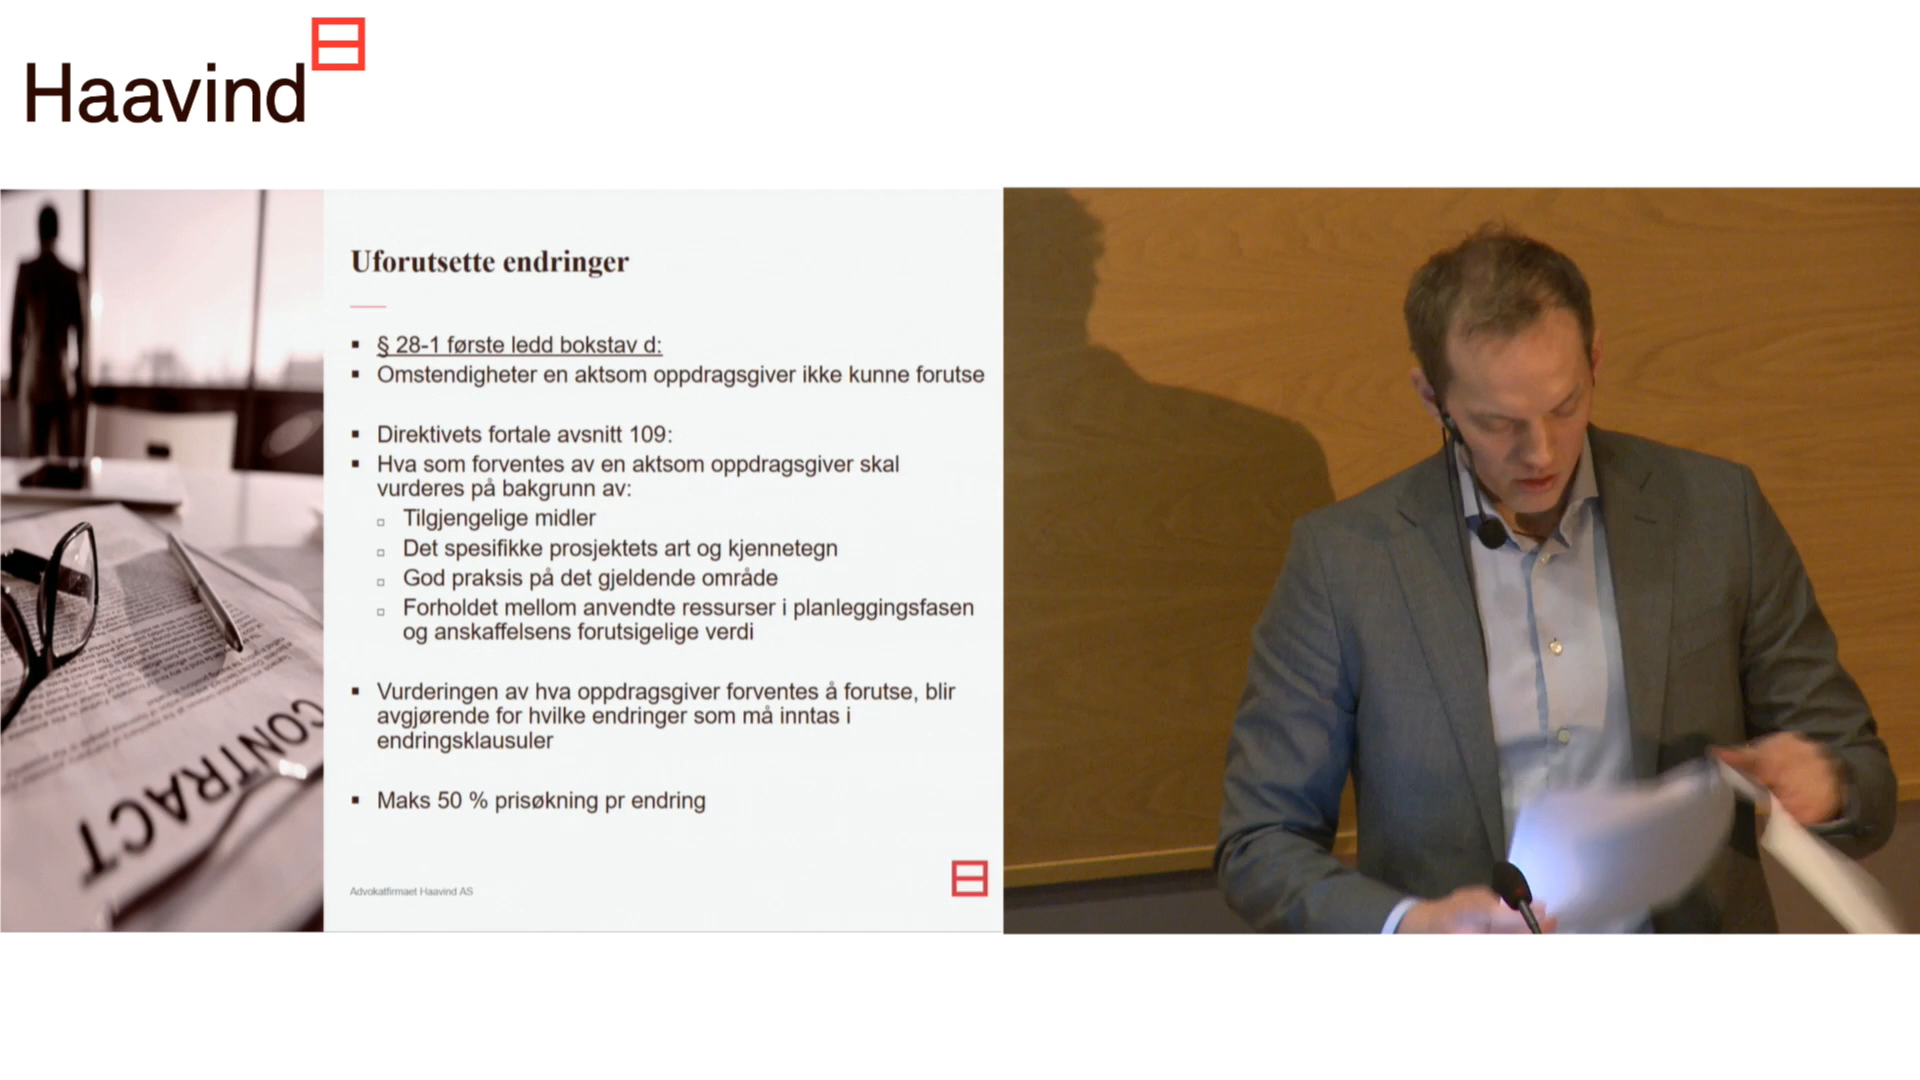 Haavind
Uforutsette endringer
§ 28-1 første ledd bokstav d:
Omstendigheter en aktsom oppdragsgiver ikke kunne forutse
Direktivets fortale avsnitt 109:
Hva som forventes av en aktsom oppdragsgiver skal
vurderes på bakgrunn av:
Tilgjengelige midler
Det spesifikke prosjektets art og kjennetegn
God praksis på det gjeldende område
Forholdet mellom anvendte ressurser i planleggingsfasen
og anskaffelsens forutsigelige verdi
Vurderingen av hva oppdragsgiver forventes å forutse, blir
avgjørende for hvilke endringer som må inntas i
endringsklausuler
Maks 50 % prisøkning pr endring
Advokatfirmaet Haavind AS
CONTRACT